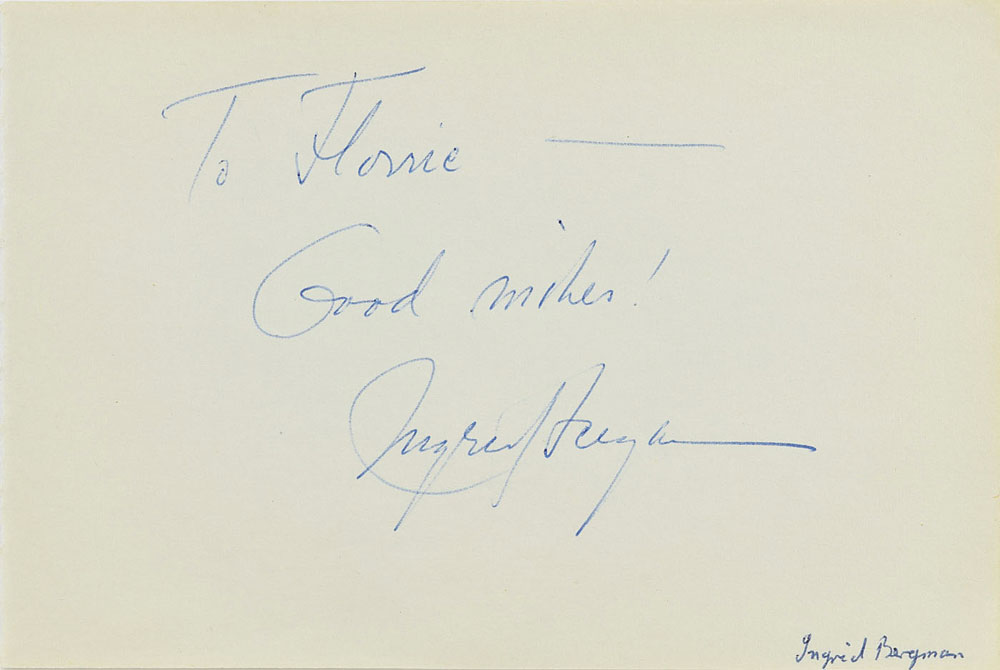 To Florrie —
Good wishes!
Ingrid Bergman
Ingrid Bergman